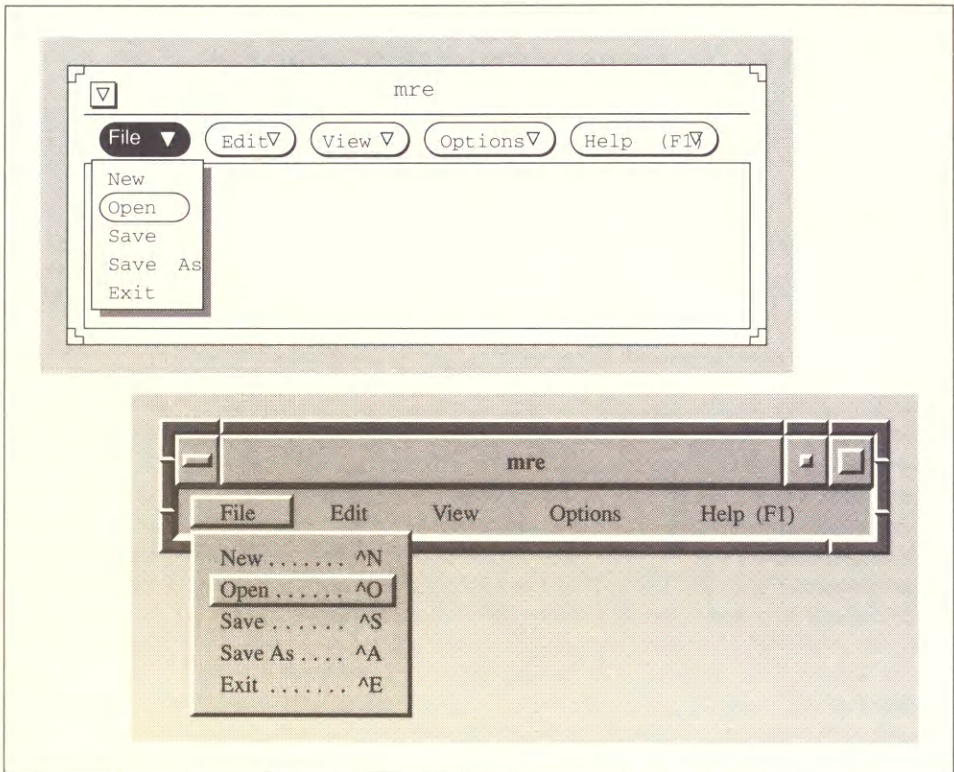 mre
File Edit View Options Help (F1)
New
Open
Save
Save As
Exit
mre
File Edit View Options Help (F1)
New . . . . . . . ^N
Open . . . . . . ^O
Save . . . . . . ^S
Save As . . . . ^A
Exit . . . . . . . ^E